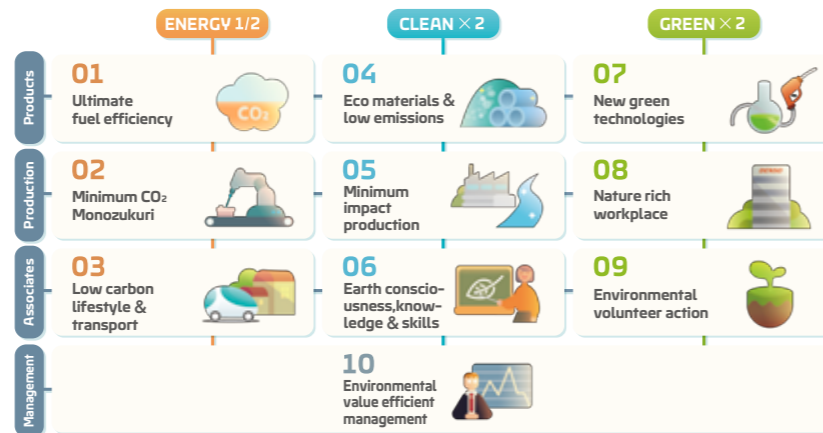 ENERGY 1/2
CLEAN × 2
GREEN × 2
Products
01
Ultimate
fuel efficiency
CO₂
04
Eco materials &
low emissions
07
New green
technologies
Production
02
Minimum CO₂
Monozukuri
05
Minimum
impact
production
08
Nature rich
workplace
DENSO
Associates
03
Low carbon
lifestyle &
transport
06
Earth conscio-
usness,know-
ledge & skills
09
Environmental
volunteer action
Management
10
Environmental
value efficient
management